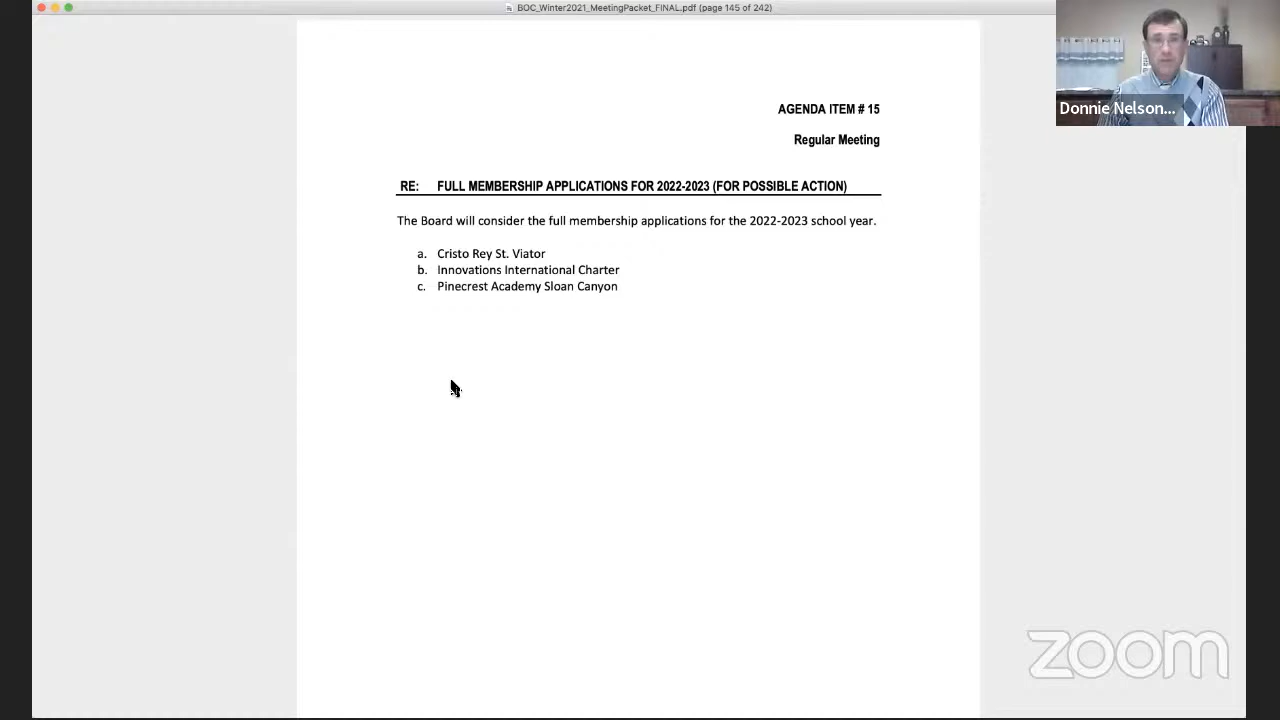 BOC_Winter2021_MeetingPacket_FINAL.pdf (page 145 of 242)
Donnie Nelson...
AGENDA ITEM # 15
Regular Meeting
RE: FULL MEMBERSHIP APPLICATIONS FOR 2022-2023 (FOR POSSIBLE ACTION)
The Board will consider the full membership applications for the 2022-2023 school year.
a. Cristo Rey St. Viator
b. Innovations International Charter
c. Pinecrest Academy Sloan Canyon
zoom